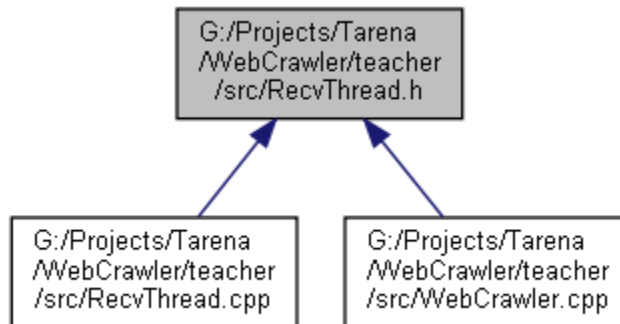 G:/Projects/Tarena
/WebCrawler/teacher
/src/RecvThread.h
G:/Projects/Tarena
/WebCrawler/teacher
/src/RecvThread.cpp
G:/Projects/Tarena
/WebCrawler/teacher
/src/WebCrawler.cpp